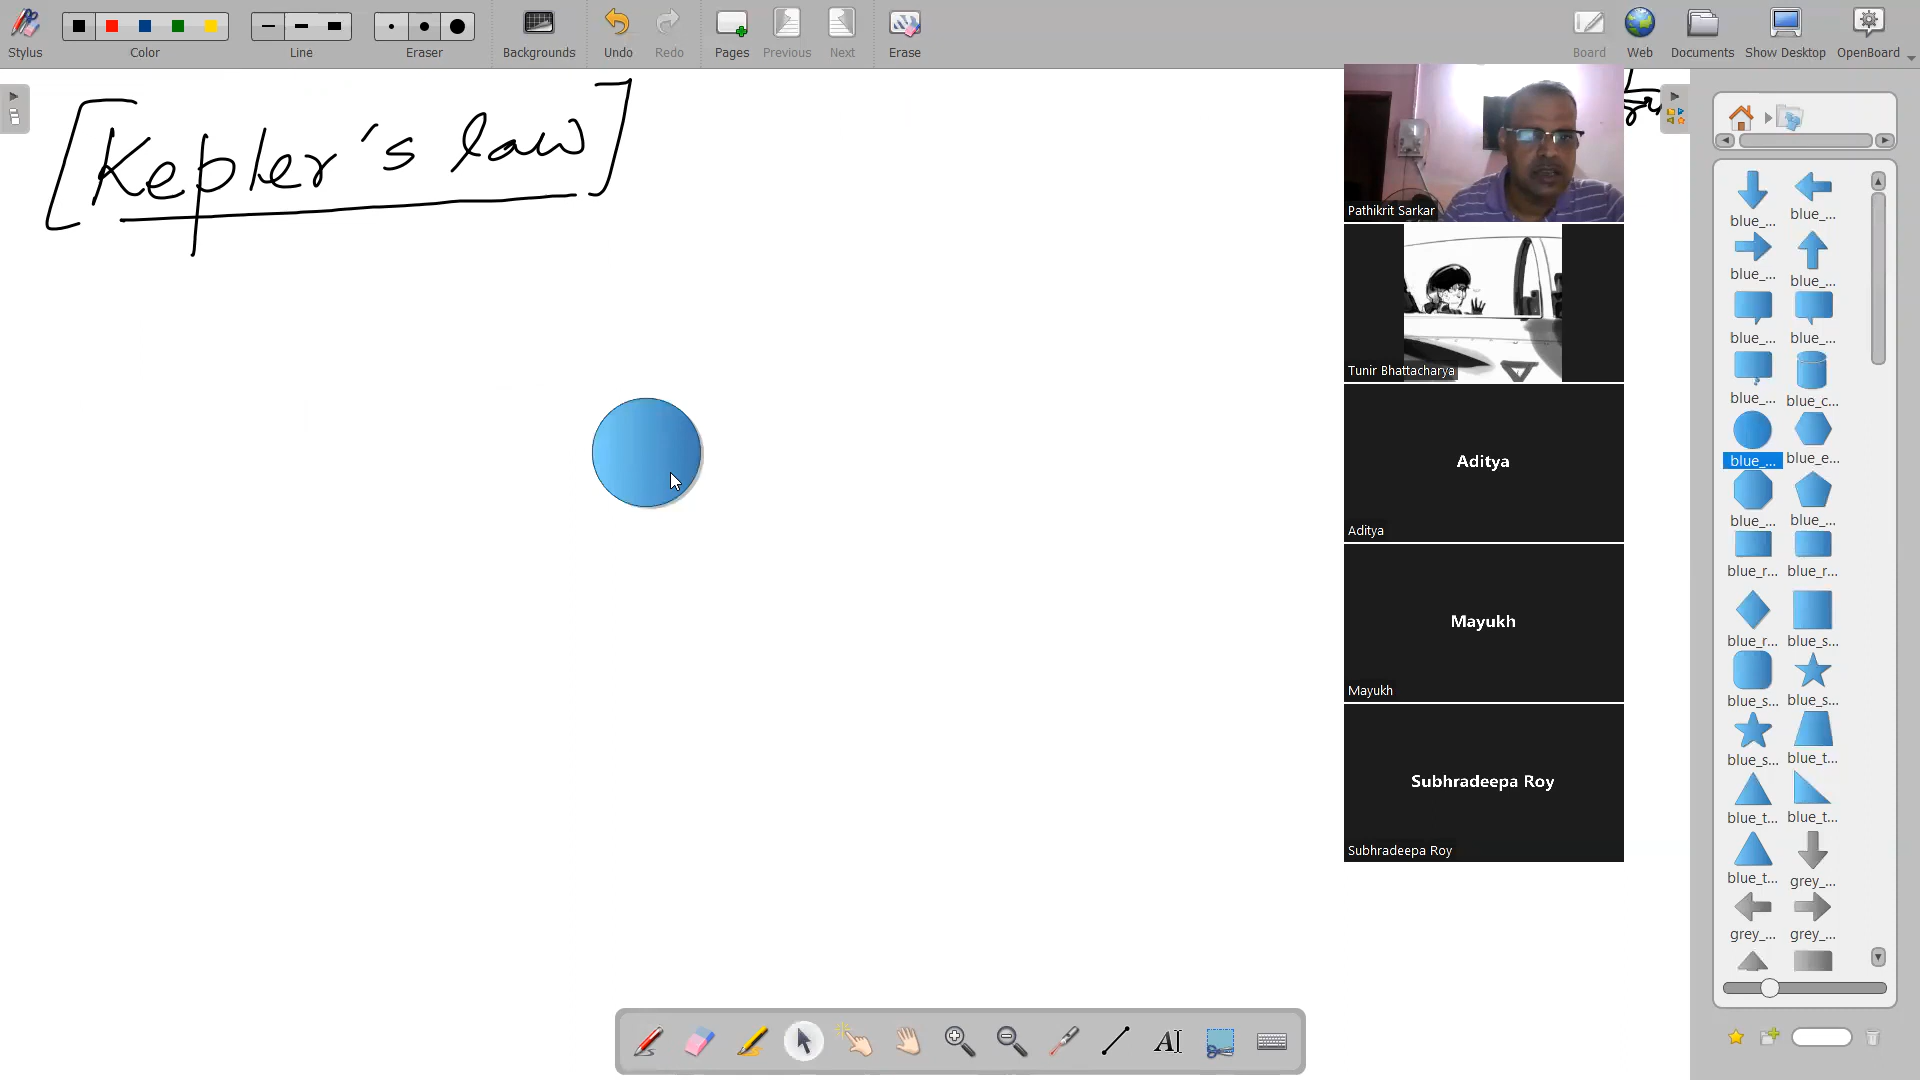 Stylus Color Line Eraser Backgrounds Undo Redo Pages Previous Next Erase Board Web Documents Show Desktop OpenBoard
[Kepler's law]
Pathikrit Sarkar
Tunir Bhattacharya
Aditya
Aditya
Mayukh
Mayukh
Subhradeepa Roy
Subhradeepa Roy
blue_... blue_...
blue_... blue_...
blue_... blue_...
blue_... blue_c...
blue_... blue_e...
blue_... blue_...
blue_r... blue_r...
blue_r... blue_s...
blue_s... blue_s...
blue_s... blue_t...
blue_t... blue_t...
blue_t... grey_...
grey_... grey_...